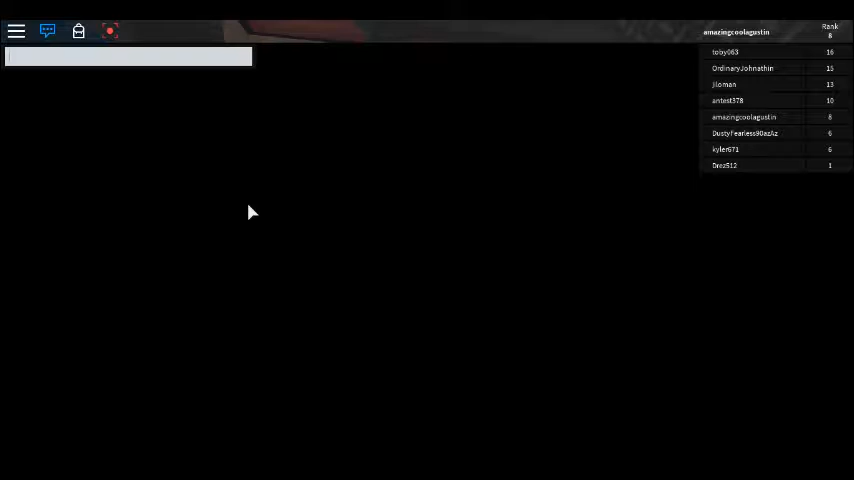 amazingcoolagustin Rank
8
toby063 16
OrdinaryJohnathin 15
Jiloman 13
antest378 10
amazingcoolagustin 8
DustyFearless90azAz 6
kyler671 6
Drez512 1